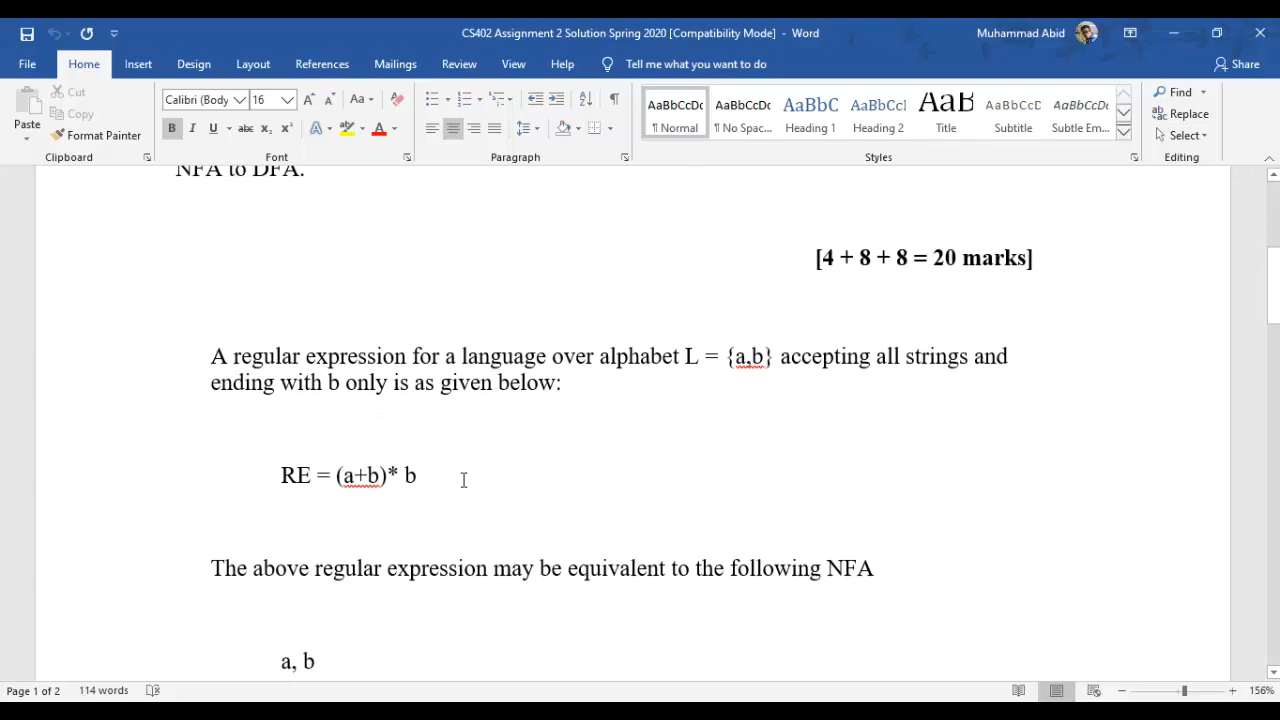 CS402 Assignment 2 Solution Spring 2020 [Compatibility Mode] - Word
Muhammad Abid
File Home Insert Design Layout References Mailings Review View Help Tell me what you want to do Share
Paste
Cut
Copy
Format Painter
Clipboard
Calibri (Body 16
Font
Paragraph
AaBbCcDc AaBbCcDc AaBbC AaBbCcI AaB AaBbCcDc AaBbCcDc
¶ Normal ¶ No Spac... Heading 1 Heading 2 Title Subtitle Subtle Em...
Styles
Find
Replace
Select
Editing
NFA to DFA.
[4 + 8 + 8 = 20 marks]
A regular expression for a language over alphabet L = {a,b} accepting all strings and
ending with b only is as given below:
RE = (a+b)* b
The above regular expression may be equivalent to the following NFA
a, b
Page 1 of 2 114 words 156%